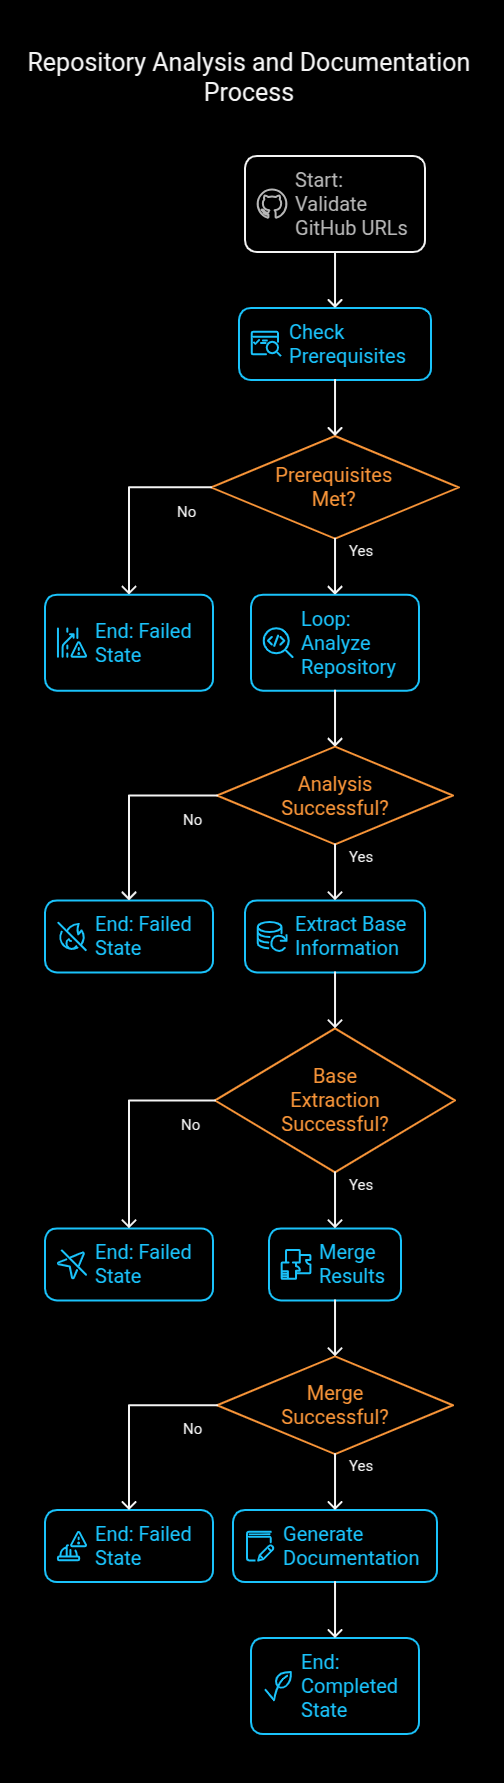 Repository Analysis and Documentation
Process
Start:
Validate
GitHub URLs
Check
Prerequisites
Prerequisites
Met?
No
Yes
End: Failed
State
Loop:
Analyze
Repository
Analysis
Successful?
No
Yes
End: Failed
State
Extract Base
Information
Base
Extraction
Successful?
No
Yes
End: Failed
State
Merge
Results
Merge
Successful?
No
Yes
End: Failed
State
Generate
Documentation
End:
Completed
State